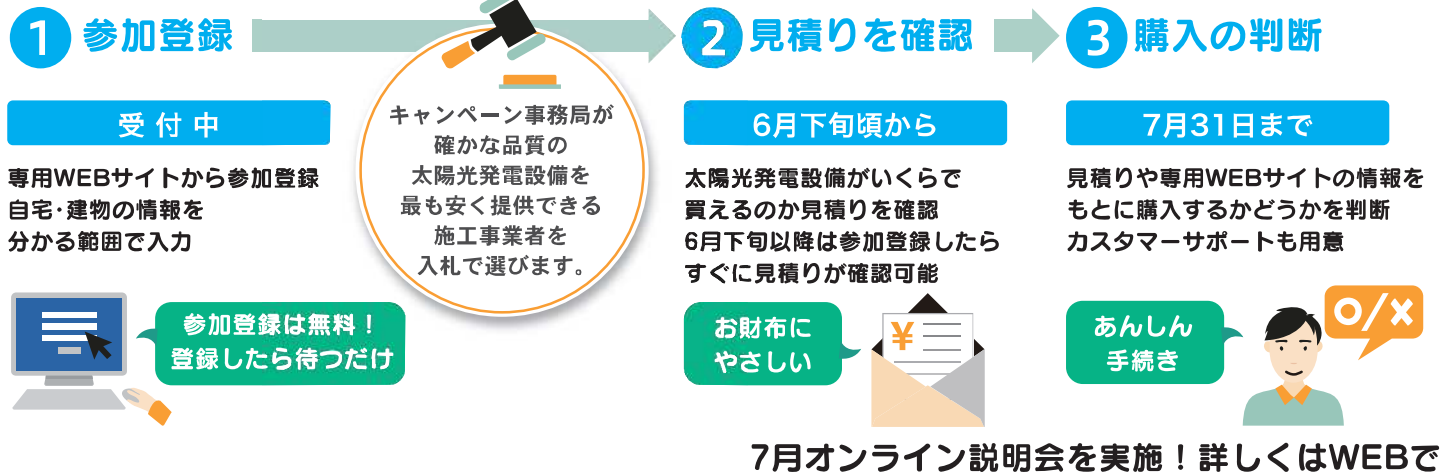 1 参加登録
受付中
専用WEBサイトから参加登録
自宅・建物の情報を
分かる範囲で入力
参加登録は無料！
登録したら待つだけ
キャンペーン事務局が
確かな品質の
太陽光発電設備を
最も安く提供できる
施工事業者を
入札で選びます。
2 見積りを確認
6月下旬頃から
太陽光発電設備がいくらで
買えるのか見積りを確認
6月下旬以降は参加登録したら
すぐに見積りが確認可能
お財布に
やさしい
¥
3 購入の判断
7月31日まで
見積りや専用WEBサイトの情報を
もとに購入するかどうかを判断
カスタマーサポートも用意
あんしん
手続き
○/×
7月オンライン説明会を実施！詳しくはWEBで